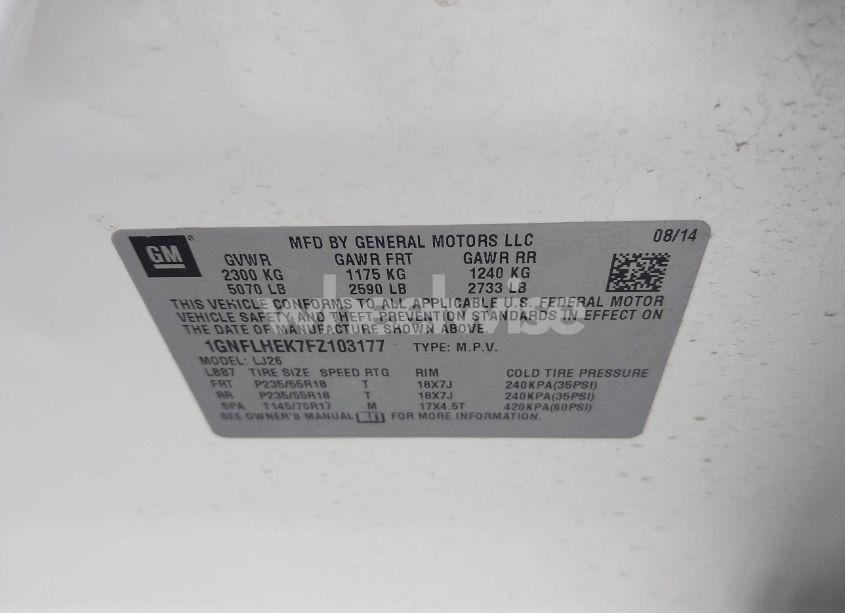 GM 08/14
MFD BY GENERAL MOTORS LLC
GVWR GAWR FRT GAWR RR
2300 KG 1175 KG 1240 KG
5070 LB 2590 LB 2733 LB
THIS VEHICLE CONFORMS TO ALL APPLICABLE U.S. FEDERAL MOTOR
VEHICLE SAFETY AND THEFT PREVENTION STANDARDS IN EFFECT ON
THE DATE OF MANUFACTURE SHOWN ABOVE.
1GNFLHEK7FZ103177 TYPE: M.P.V.
MODEL: LJ26
LBB7 TIRE SIZE SPEED RTG RIM COLD TIRE PRESSURE
FRT P235/55R18 T 18X7J 240KPA(35PSI)
RR P235/55R18 T 18X7J 240KPA(35PSI)
SPA T145/70R17 M 17X4.5T 420KPA(60PSI)
SEE OWNER'S MANUAL FOR MORE INFORMATION.